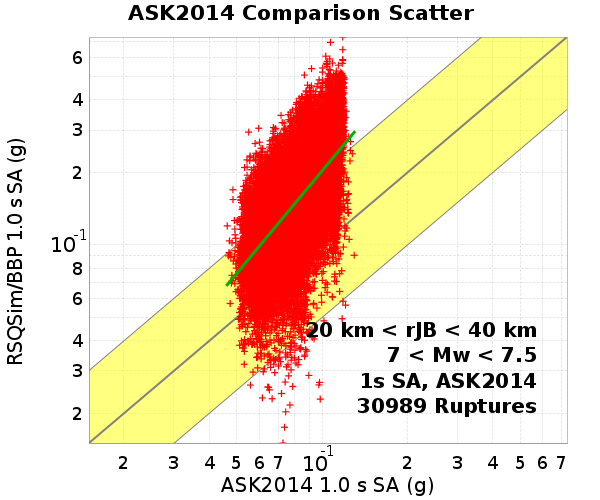 ASK2014 Comparison Scatter
RSQSim/BBP 1.0 s SA (g)
6
4
3
2
10-1
8
6
4
3
2
20 km < rJB < 40 km
7 < Mw < 7.5
1s SA, ASK2014
30989 Ruptures
2 3 4 5 6 7 10-1 2 3 4 5 6 7
ASK2014 1.0 s SA (g)